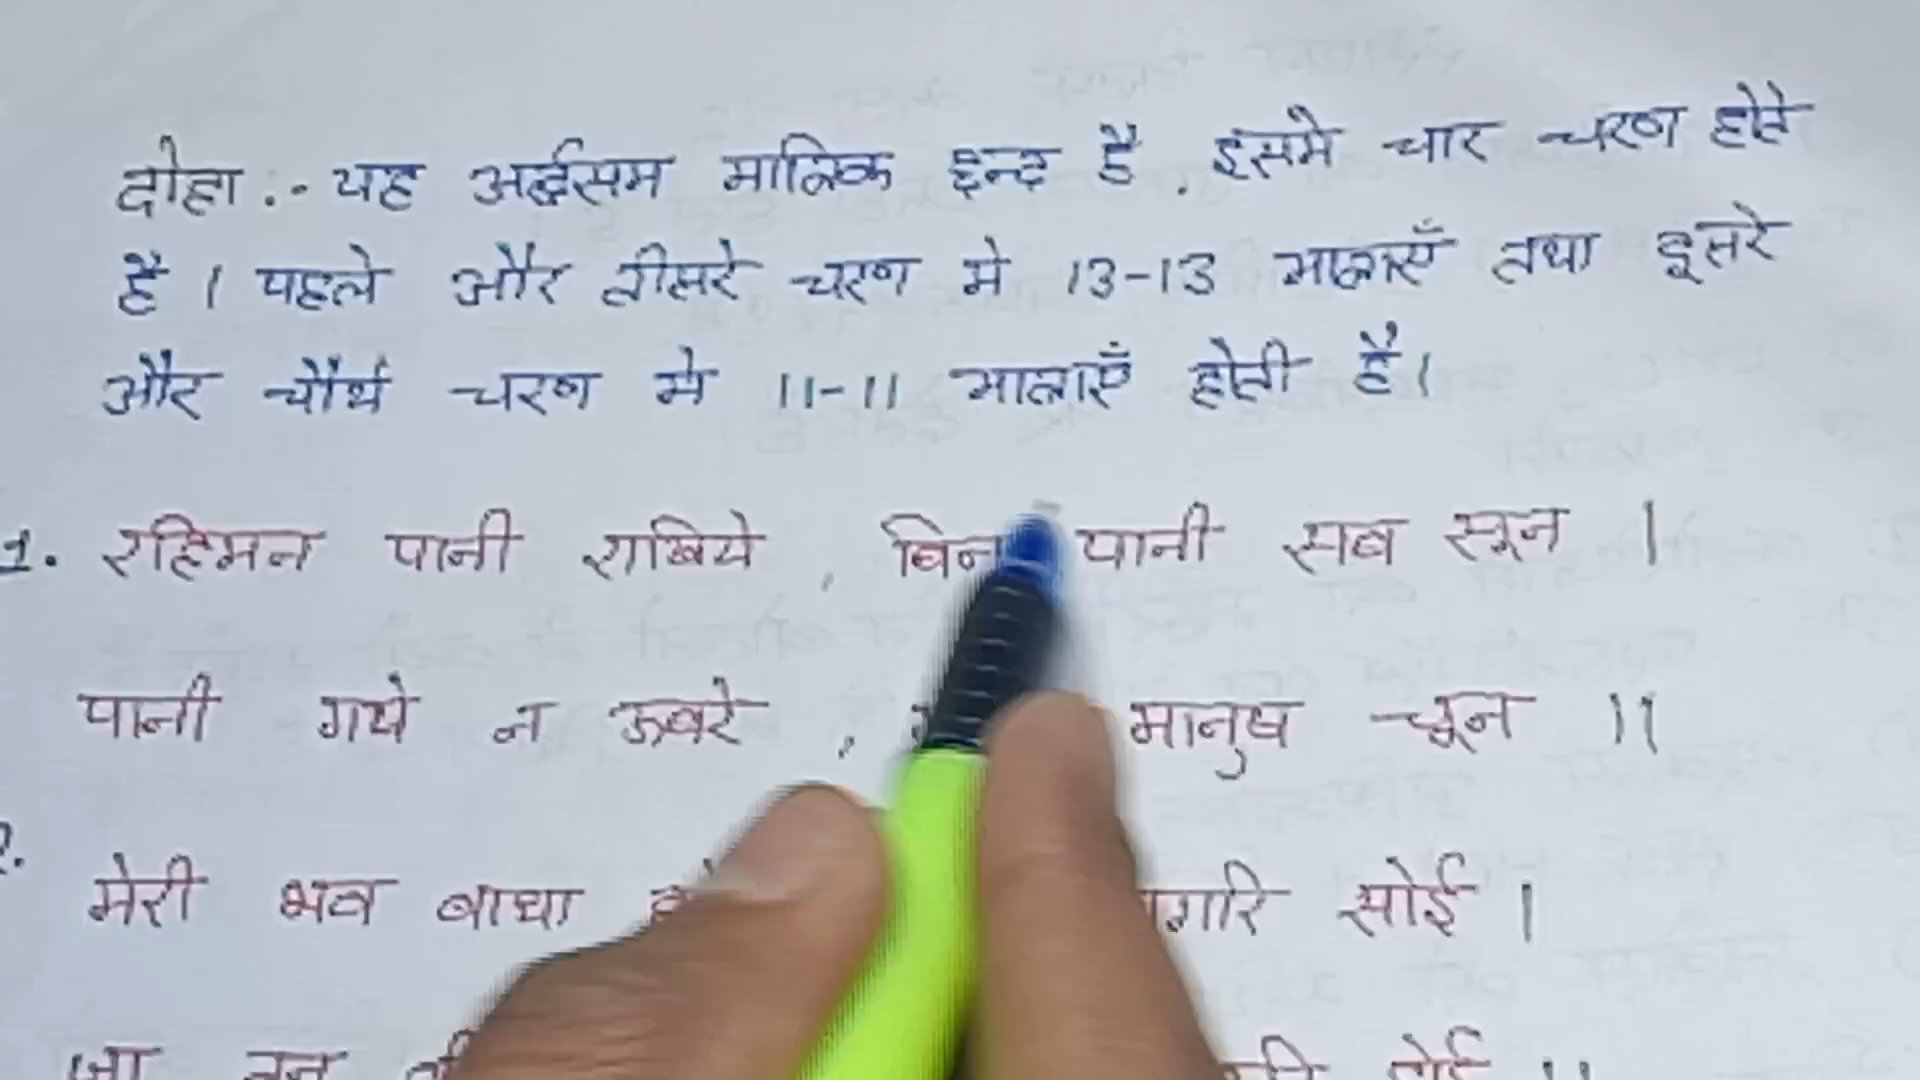 दोहा :- यह अर्द्धसम मात्रिक छन्द है . इसमे चार चरण होते
है । पहले और तीसरे चरण मे 13-13 मात्राएँ तथा दूसरे
और चौथे चरण मे 11-11 मात्राएँ होती है ।
1. रहिमन पानी राखिये , बिन पानी सब सून ।
पानी गये न ऊबरे , मानुष चून ।।
2. मेरी भव बाधा सोई ।
जा तन